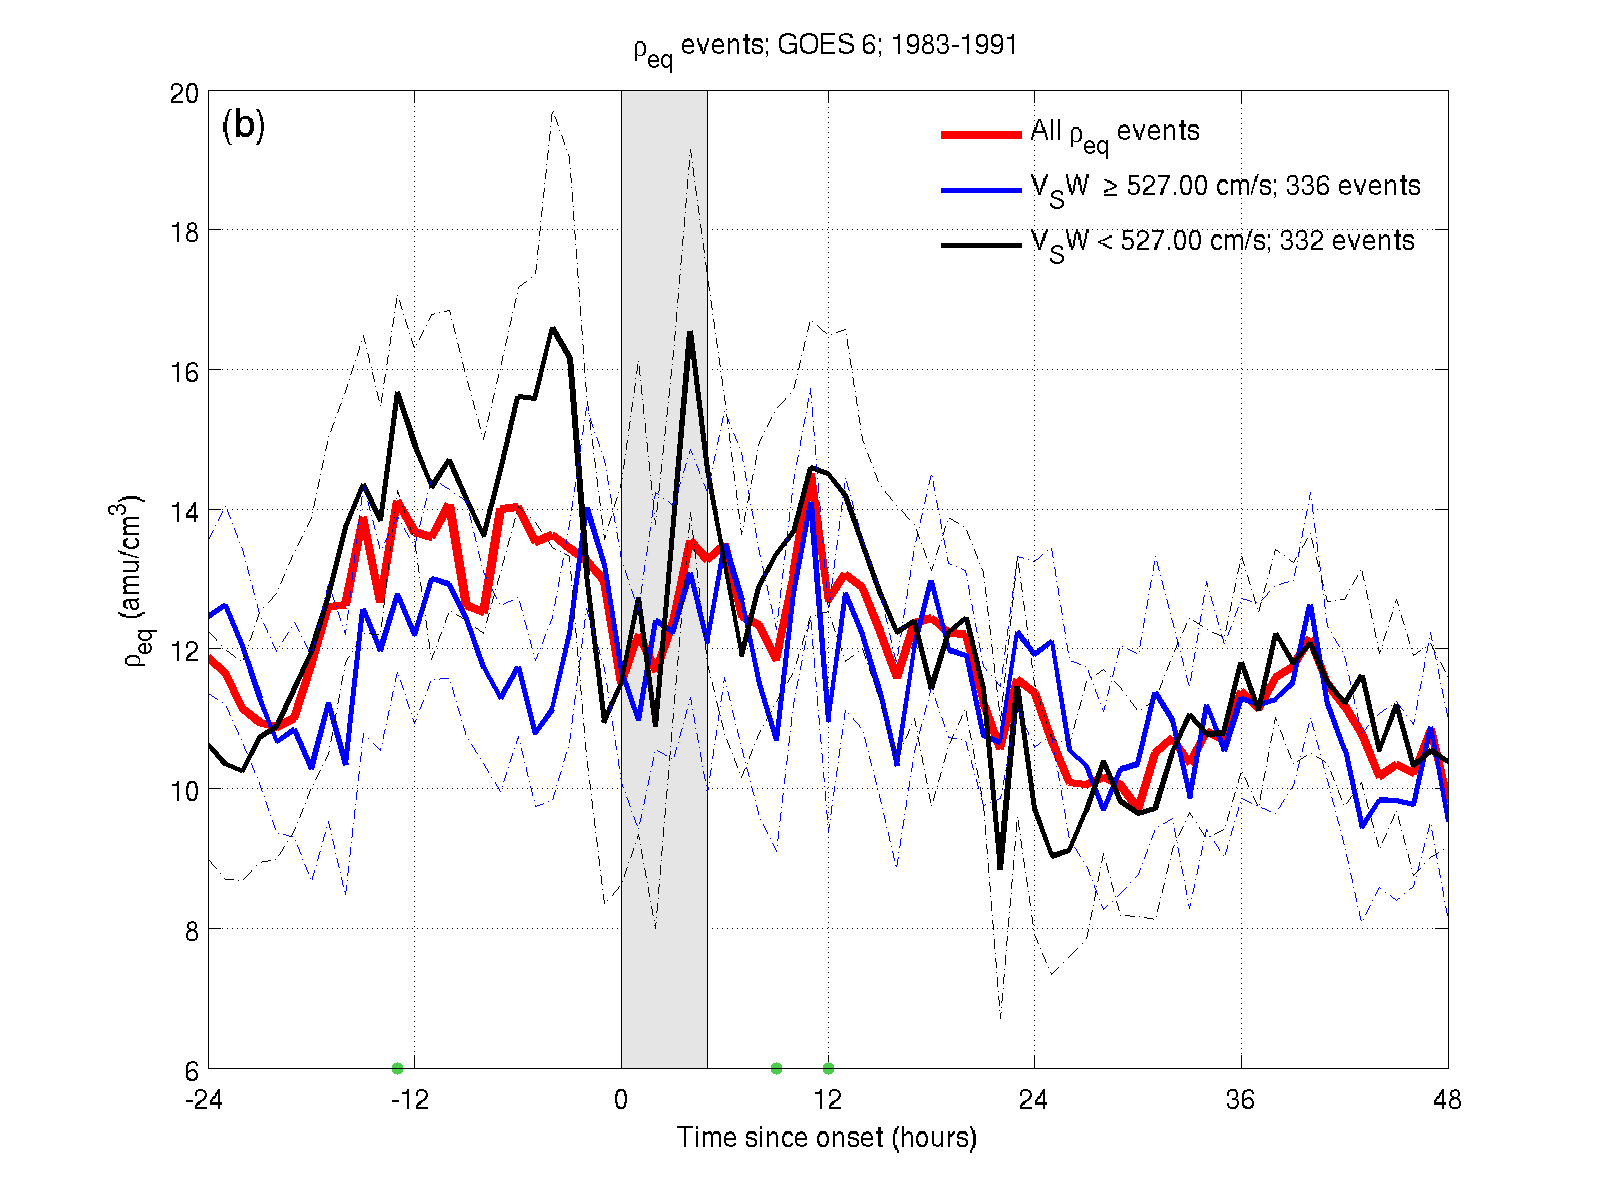 ρeq events; GOES 6; 1983-1991
(b)
All ρeq events
VSW ≥ 527.00 cm/s; 336 events
VSW < 527.00 cm/s; 332 events
20
18
16
14
12
10
8
6
ρeq (amu/cm3)
-24 -12 0 12 24 36 48
Time since onset (hours)